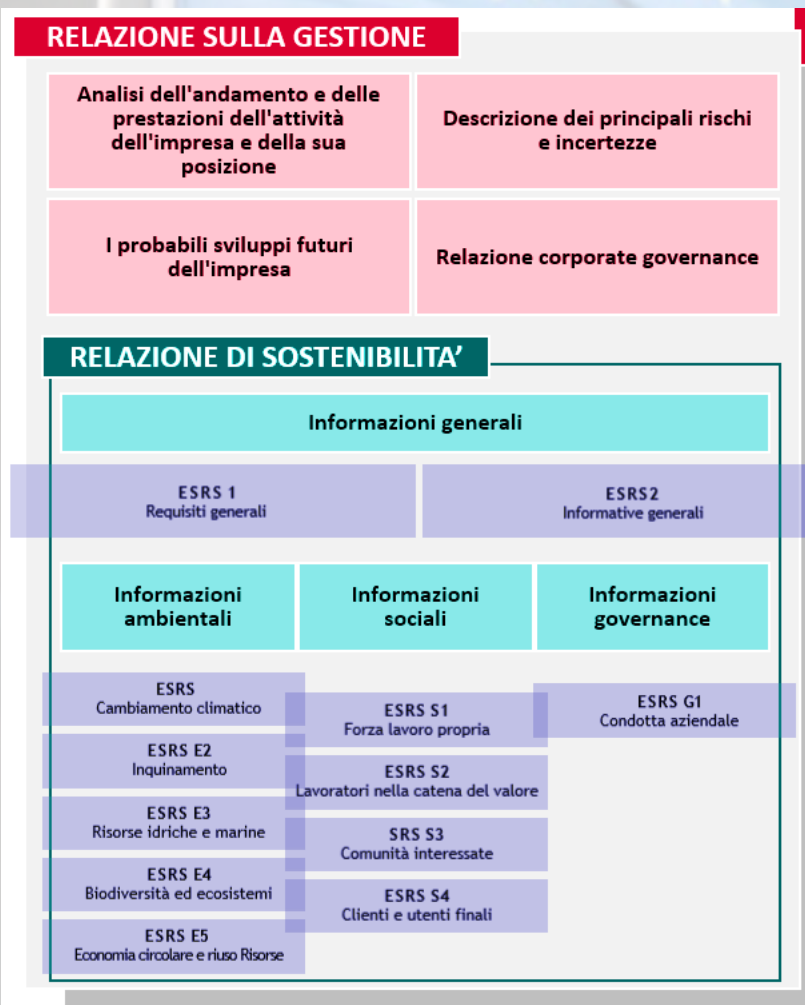 RELAZIONE SULLA GESTIONE
Analisi dell'andamento e delle
prestazioni dell'attività
dell'impresa e della sua
posizione
Descrizione dei principali rischi
e incertezze
I probabili sviluppi futuri
dell'impresa
Relazione corporate governance
RELAZIONE DI SOSTENIBILITA’
Informazioni generali
ESRS 1
Requisiti generali
ESRS2
Informative generali
Informazioni
ambientali
Informazioni
sociali
Informazioni
governance
ESRS
Cambiamento climatico
ESRS E2
Inquinamento
ESRS E3
Risorse idriche e marine
ESRS E4
Biodiversità ed ecosistemi
ESRS E5
Economia circolare e riuso Risorse
ESRS S1
Forza lavoro propria
ESRS S2
Lavoratori nella catena del valore
SRS S3
Comunità interessate
ESRS S4
Clienti e utenti finali
ESRS G1
Condotta aziendale